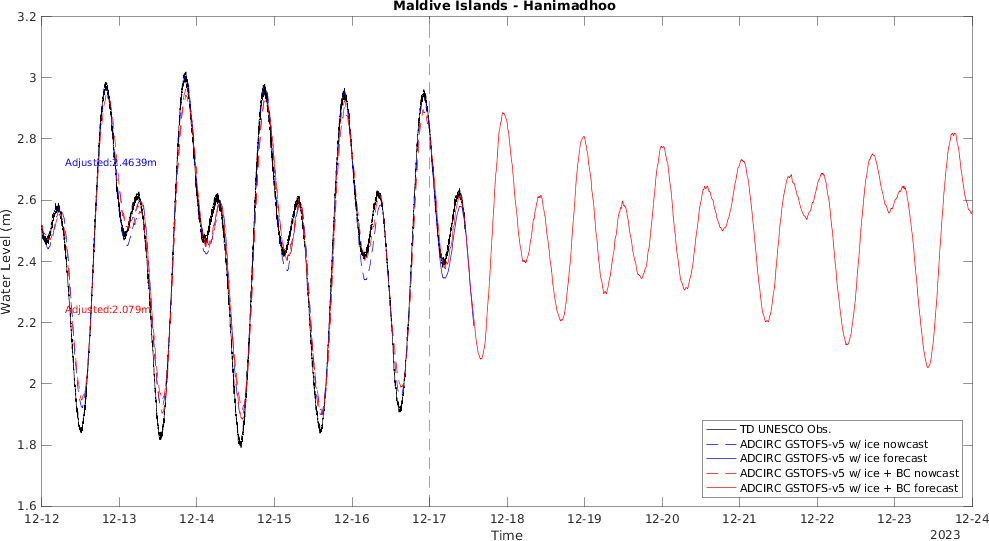 Maldive Islands - Hanimadhoo
Water Level (m)
3.2
3
2.8
2.6
2.4
2.2
2
1.8
1.6
Adjusted:2.4639m
Adjusted:2.079m
TD UNESCO Obs.
ADCIRC GSTOFS-v5 w/ ice nowcast
ADCIRC GSTOFS-v5 w/ ice forecast
ADCIRC GSTOFS-v5 w/ ice + BC nowcast
ADCIRC GSTOFS-v5 w/ ice + BC forecast
12-12 12-13 12-14 12-15 12-16 12-17 12-18 12-19 12-20 12-21 12-22 12-23 12-24
Time
2023